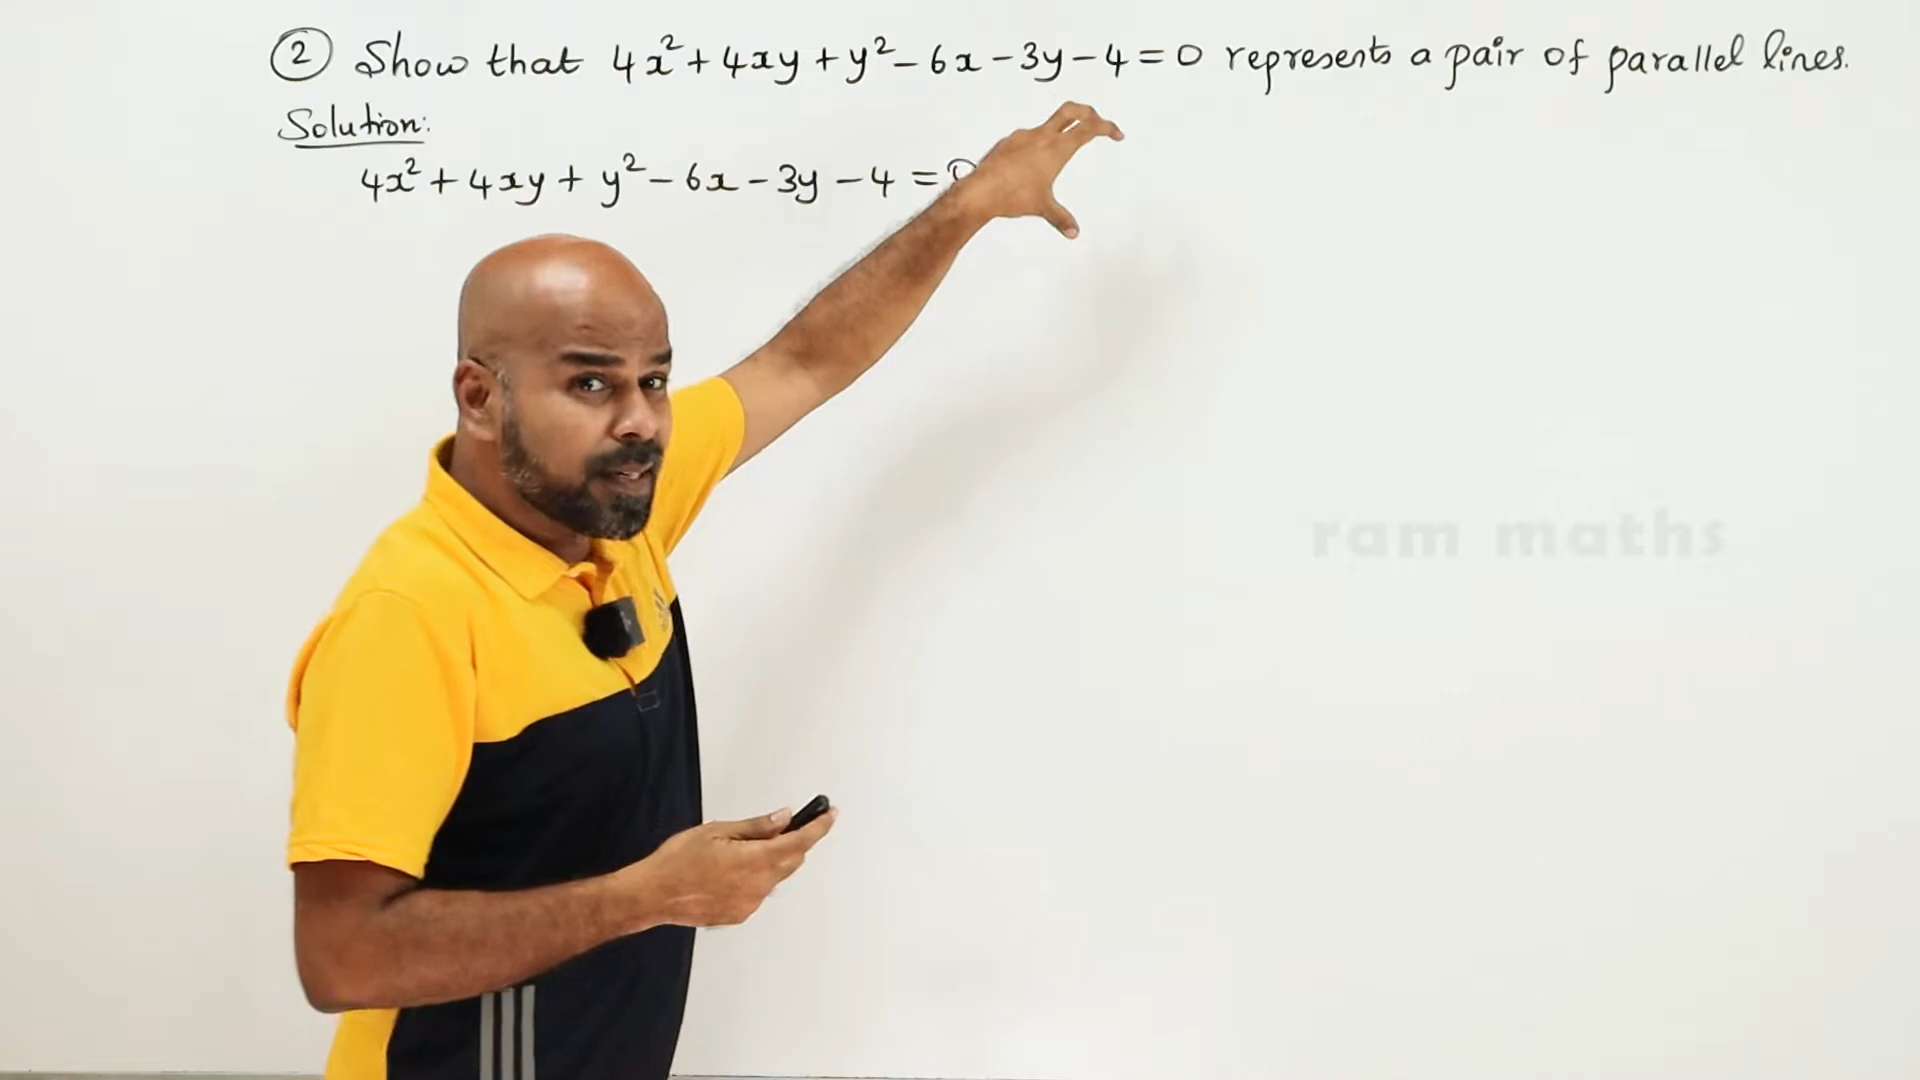 ② Show that 4x² + 4xy + y² - 6x - 3y - 4 = 0 represents a pair of parallel lines.
Solution:
4x² + 4xy + y² - 6x - 3y - 4 = 0
ram maths